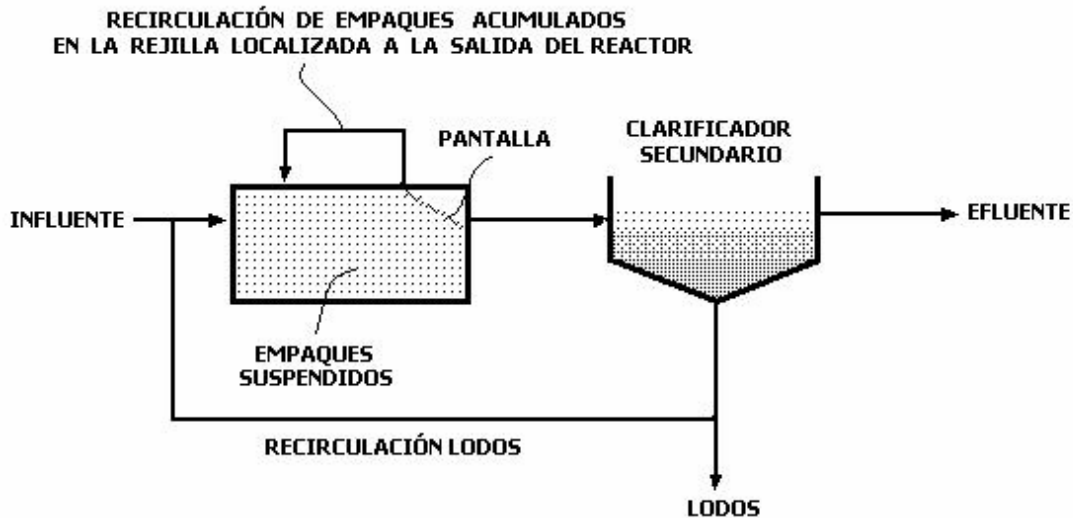 RECIRCULACIÓN DE EMPAQUES ACUMULADOS
EN LA REJILLA LOCALIZADA A LA SALIDA DEL REACTOR
PANTALLA
CLARIFICADOR
SECUNDARIO
INFLUENTE
EFLUENTE
EMPAQUES
SUSPENDIDOS
RECIRCULACIÓN LODOS
LODOS